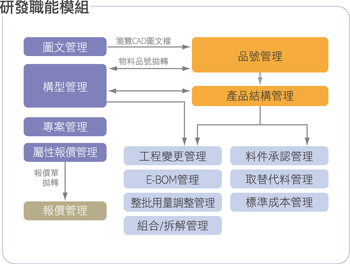 研發職能模組
圖文管理
瀏覽CAD圖文檔
品號管理
物料品號拋轉
構型管理
產品結構管理
專案管理
屬性報價管理
工程變更管理
料件承認管理
報價單
拋轉
E-BOM管理
取替代料管理
整批用量調整管理
標準成本管理
報價管理
組合/拆解管理